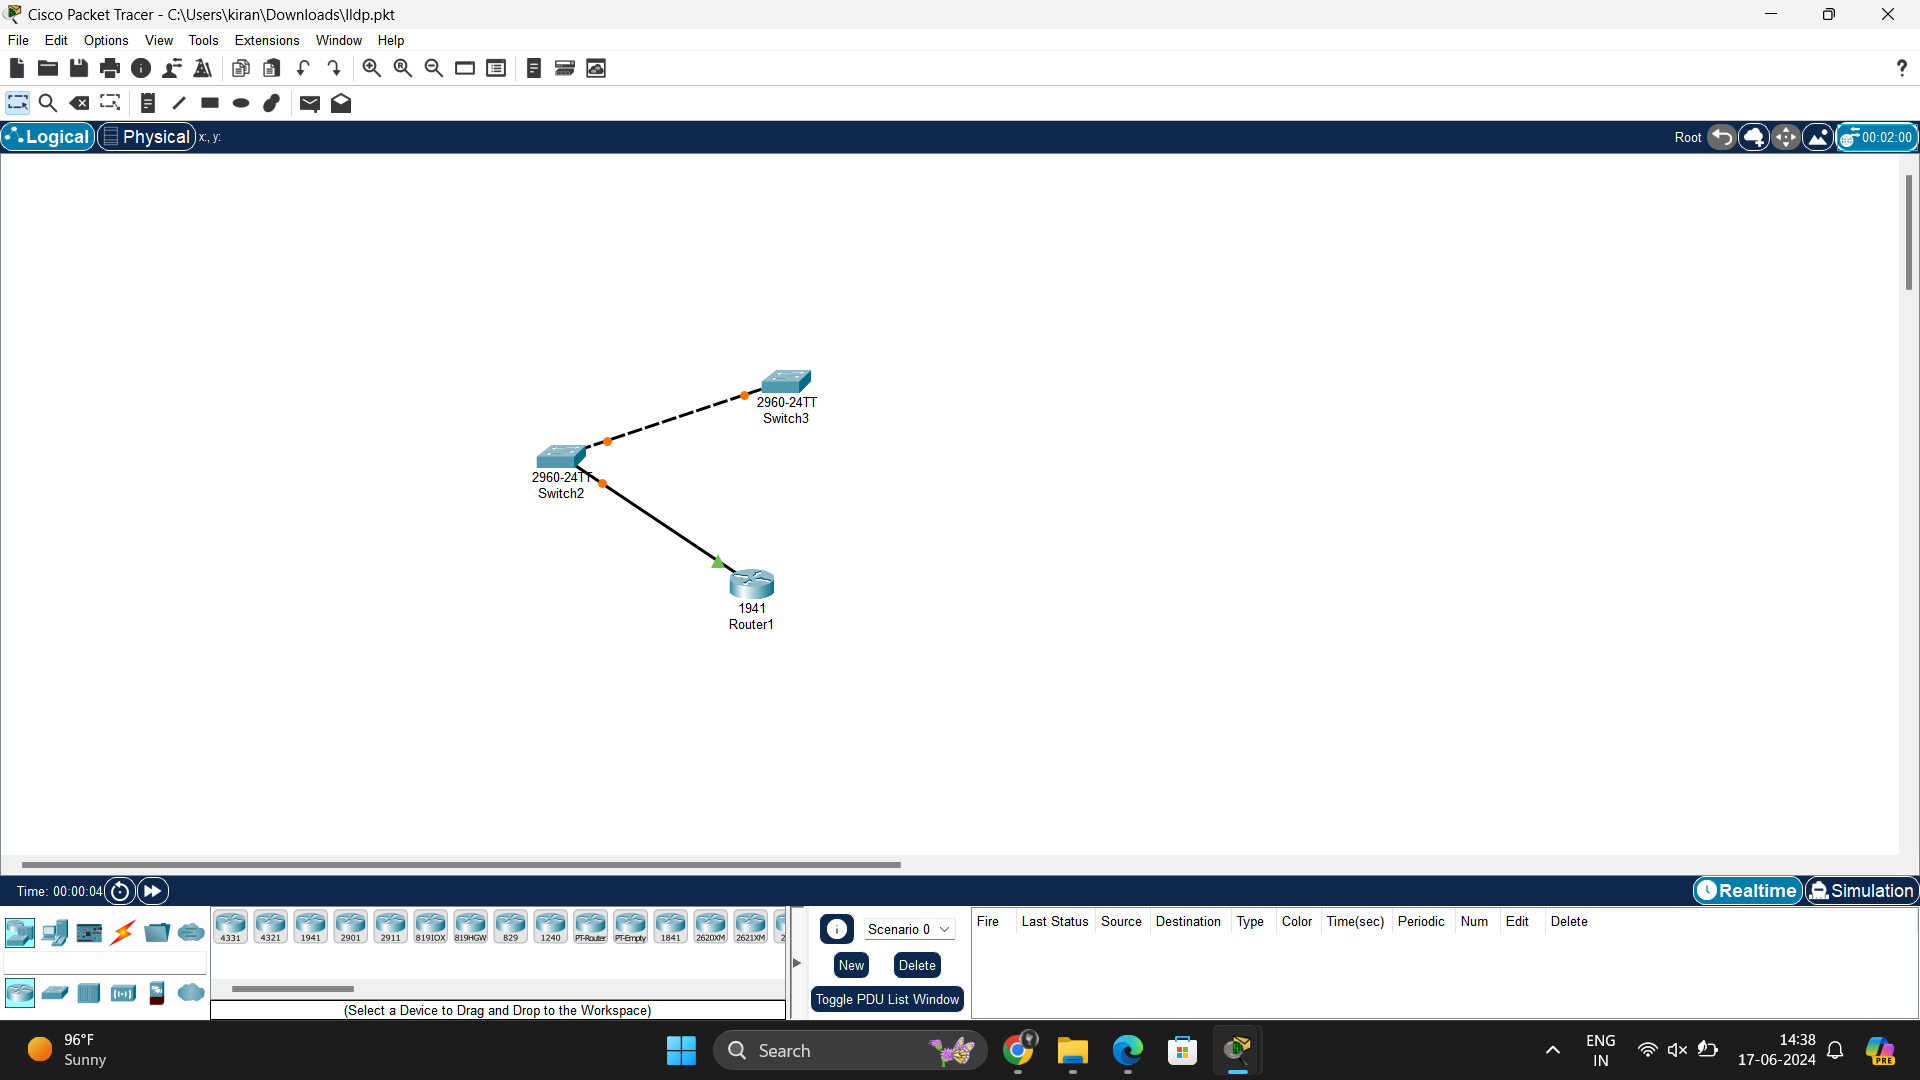 Cisco Packet Tracer - C:\Users\kiran\Downloads\lldp.pkt
File Edit Options View Tools Extensions Window Help
Logical Physical x:, y: Root 00:02:00
2960-24TT
Switch3
2960-24TT
Switch2
1941
Router1
Time: 00:00:04 Realtime Simulation
4331 4321 1941 2901 2911 819IOX 819HGW 829 1240 PT-Router PT-Empty 1841 2620XM 2621XM 2
Scenario 0
New Delete
Toggle PDU List Window
Fire Last Status Source Destination Type Color Time(sec) Periodic Num Edit Delete
(Select a Device to Drag and Drop to the Workspace)
96°F
Sunny
Search
ENG
IN
14:38
17-06-2024
PRE